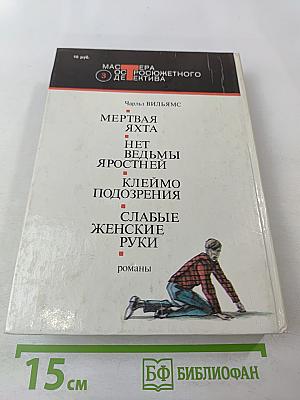 16 руб.
МАСТЕРА
3 ОСТРОСЮЖЕТНОГО
ДЕТЕКТИВА
Чарльз ВИЛЬЯМС
МЕРТВАЯ
ЯХТА
НЕТ
ВЕДЬМЫ
ЯРОСТНЕЙ
КЛЕЙМО
ПОДОЗРЕНИЯ
СЛАБЫЕ
ЖЕНСКИЕ
РУКИ
романы
15 см
БФ БИБЛИОФАН